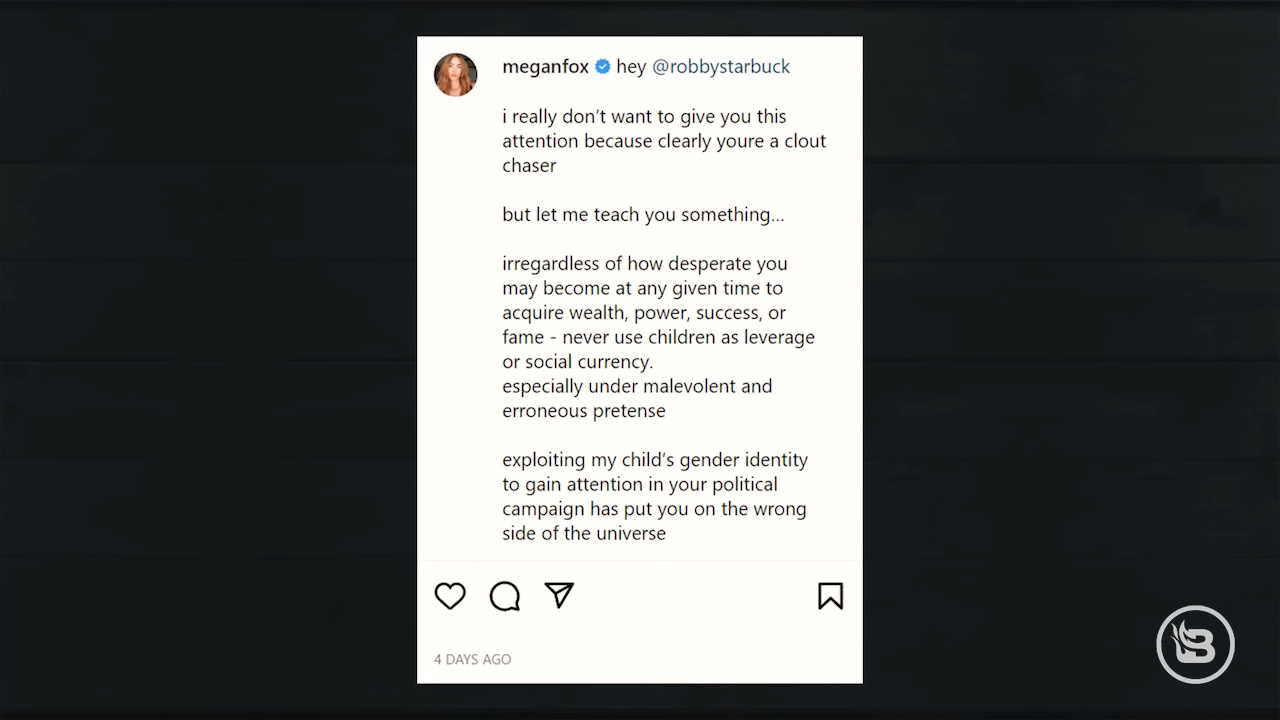 meganfox hey @robbystarbuck
i really don't want to give you this
attention because clearly youre a clout
chaser
but let me teach you something...
irregardless of how desperate you
may become at any given time to
acquire wealth, power, success, or
fame - never use children as leverage
or social currency.
especially under malevolent and
erroneous pretense
exploiting my child's gender identity
to gain attention in your political
campaign has put you on the wrong
side of the universe
4 DAYS AGO
B